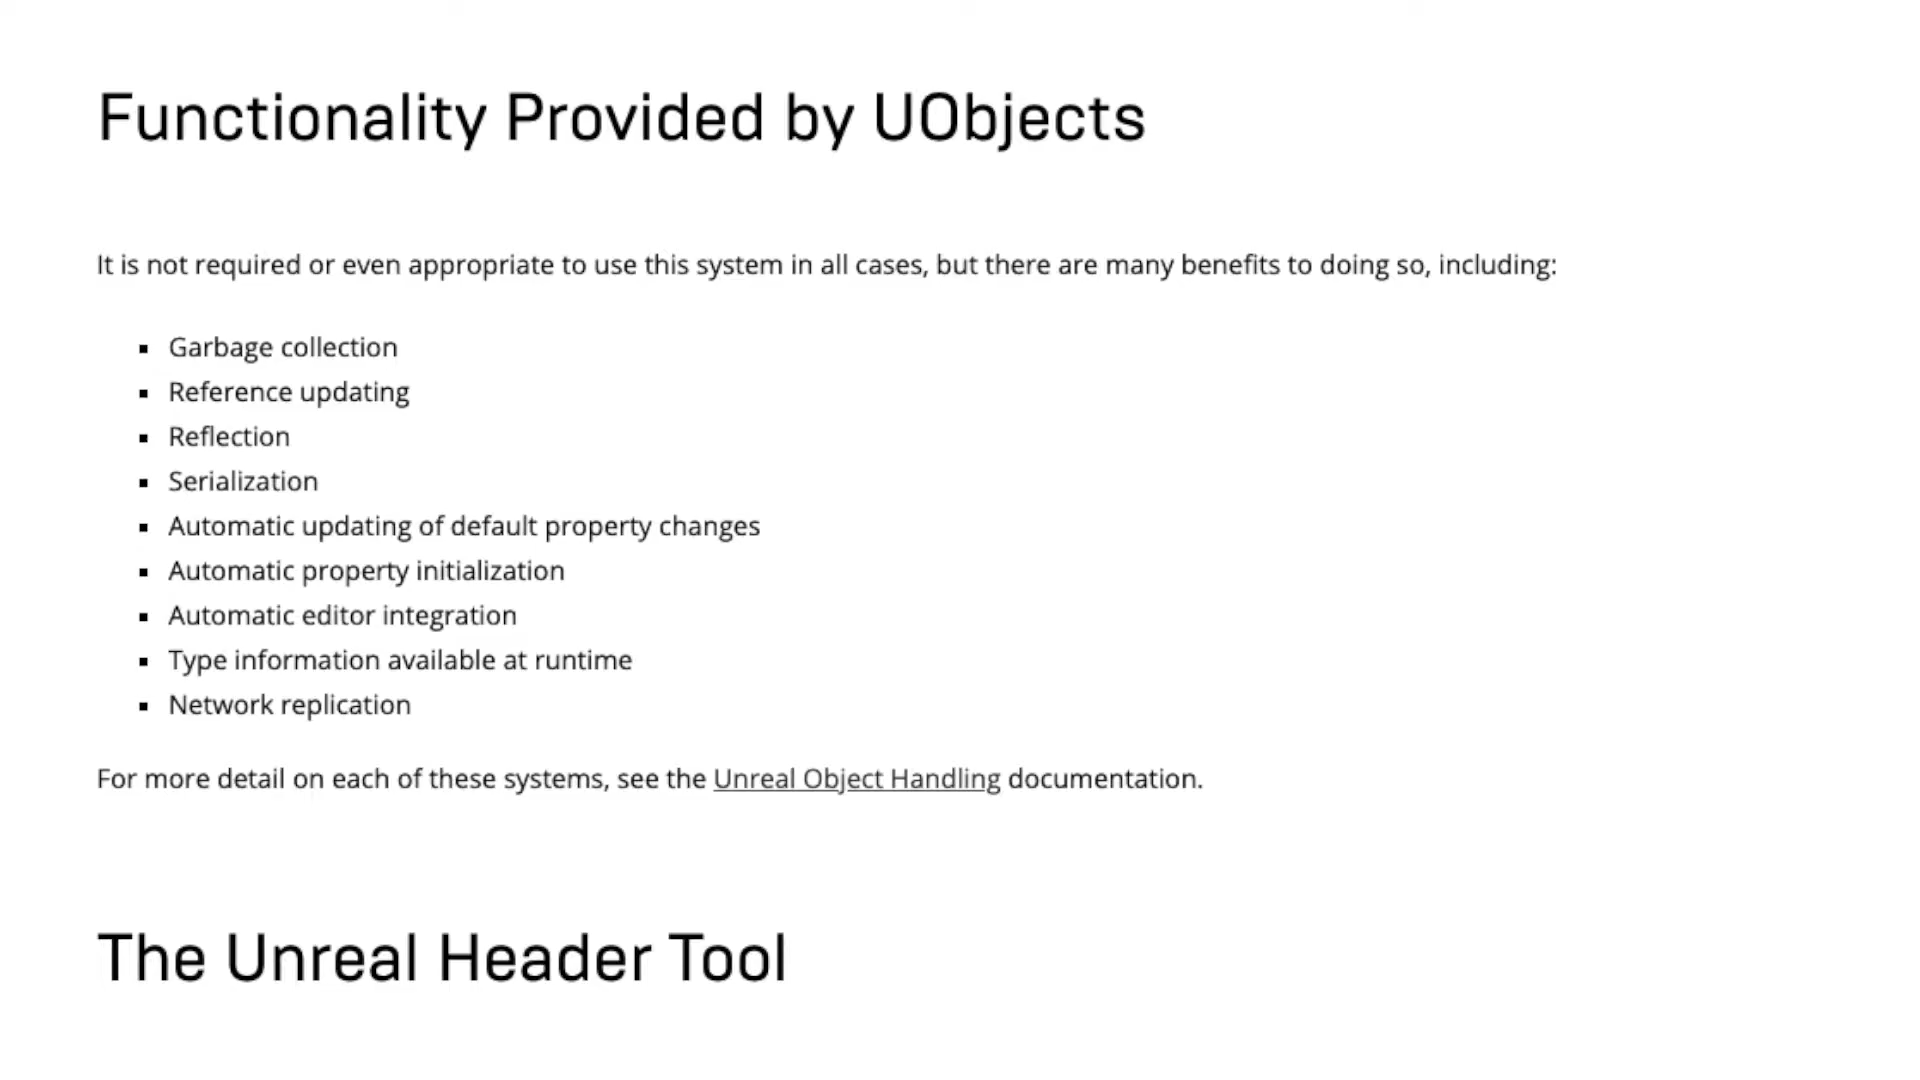 Functionality Provided by UObjects
It is not required or even appropriate to use this system in all cases, but there are many benefits to doing so, including:
▪ Garbage collection
▪ Reference updating
▪ Reflection
▪ Serialization
▪ Automatic updating of default property changes
▪ Automatic property initialization
▪ Automatic editor integration
▪ Type information available at runtime
▪ Network replication
For more detail on each of these systems, see the Unreal Object Handling documentation.
The Unreal Header Tool